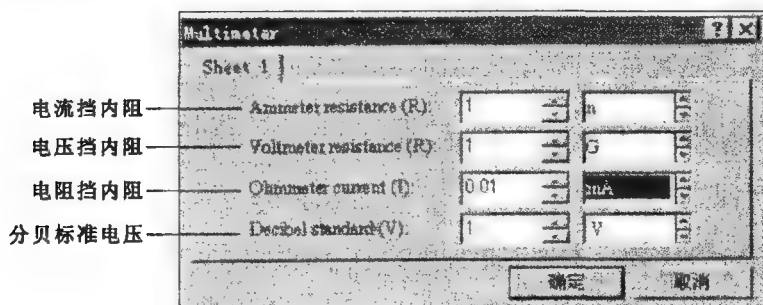 Multimeter
Sheet 1
电流挡内阻 Ammeter resistance (R): 1 n
电压挡内阻 Voltmeter resistance (R) 1 G
电阻挡内阻 Ohmmeter current (I): 0.01 mA
分贝标准电压 Decibel standard (V): 1 V
确定 取消